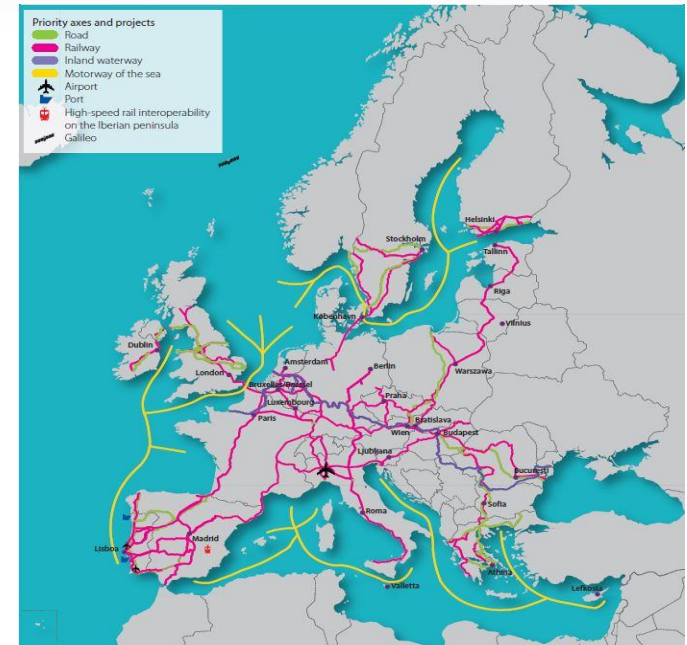 Priority axes and projects
Road
Railway
Inland waterway
Motorway of the sea
Airport
Port
High-speed rail interoperability
on the Iberian peninsula
Galileo
Helsinki
Stockholm
Tallinn
Riga
København
Vilnius
Dublin
Amsterdam
Berlin
London
Warszawa
Bruxelles/Brussel
Praha
Luxembourg
Paris
Bratislava
Wien
Budapest
Ljubljana
Bucureşti
Sofia
Roma
Madrid
Lisboa
Athina
Valletta
Lefkosia